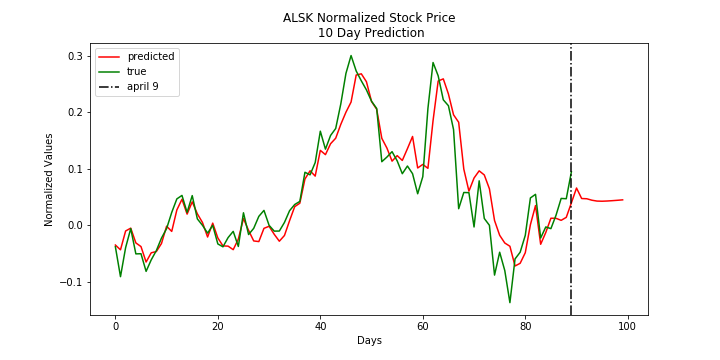 ALSK Normalized Stock Price
10 Day Prediction
predicted
true
april 9
Normalized Values
0.3
0.2
0.1
0.0
−0.1
0
20
40
60
80
100
Days